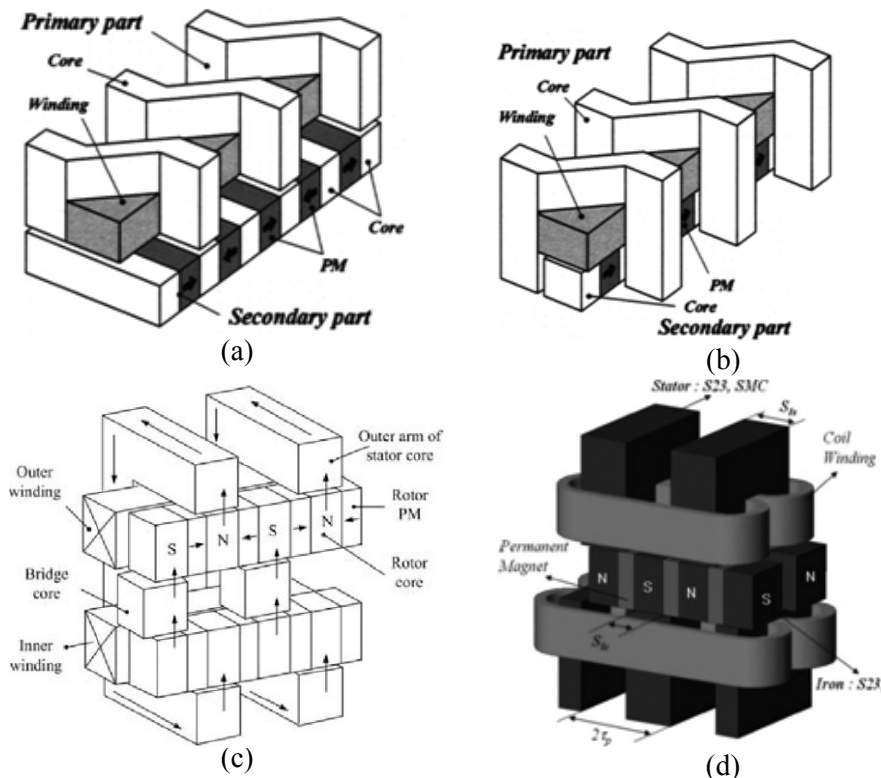 Primary part
Core
Winding
Core
PM
Secondary part
(a)
Primary part
Core
Winding
PM
Core
Secondary part
(b)
Outer arm of
stator core
Outer
winding
Rotor
PM
S
N
S
N
Bridge
core
Rotor
core
Inner
winding
(c)
Stator : S23, SMC
Coil
Winding
Permanent
Magnet
N
S
N
S
N
Iron : S23,
2τp
(d)